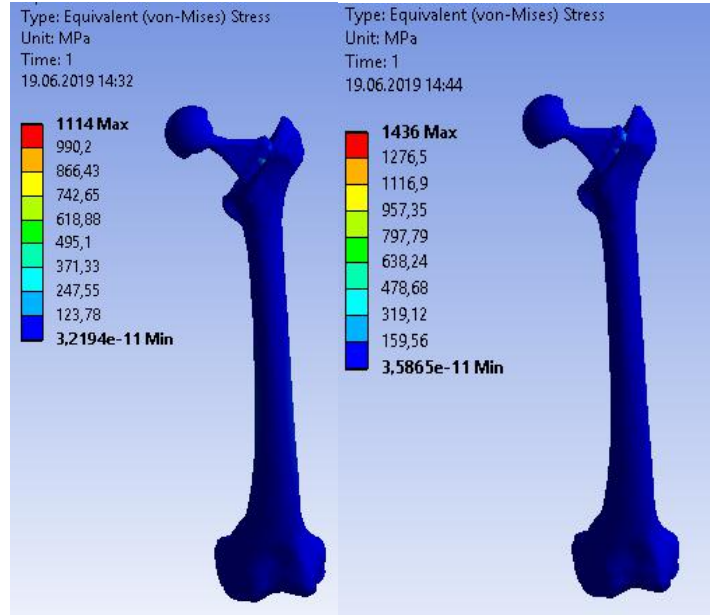 Type: Equivalent (von-Mises) Stress
Unit: MPa
Time: 1
19.06.2019 14:32
1114 Max
990,2
866,43
742,65
618,88
495,1
371,33
247,55
123,78
3,2194e-11 Min
Type: Equivalent (von-Mises) Stress
Unit: MPa
Time: 1
19.06.2019 14:44
1436 Max
1276,5
1116,9
957,35
797,79
638,24
478,68
319,12
159,56
3,5865e-11 Min